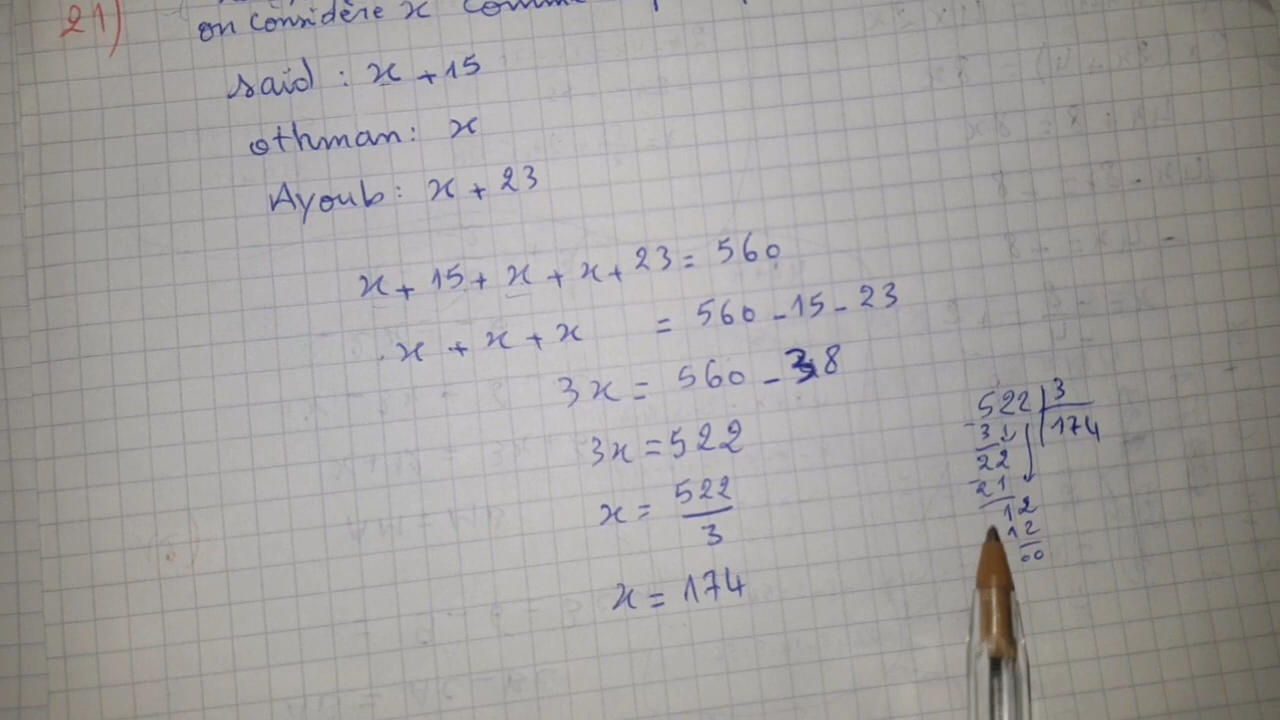 21) on considère x comme
said : x + 15
othman : x
Ayoub : x + 23
x + 15 + x + x + 23 = 560
x + x + x = 560 - 15 - 23
3x = 560 - 38
3x = 522
x = 522/3
x = 174
522 | 3
- 3 | 174
22
- 21
12
12
00